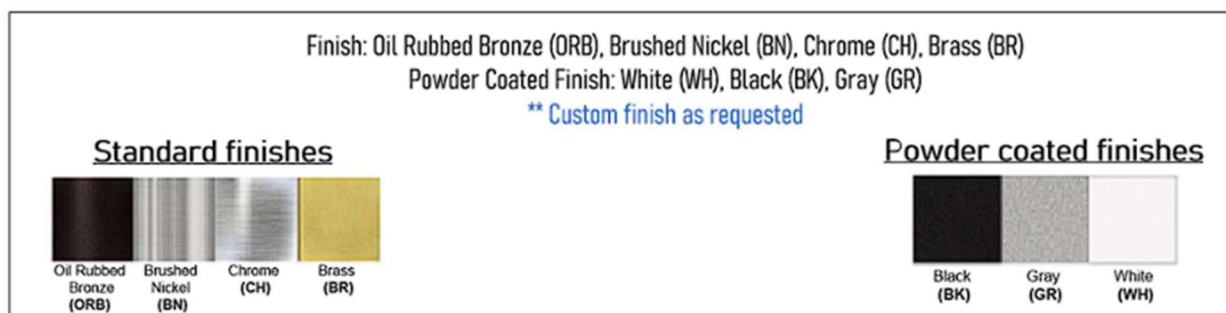 Finish: Oil Rubbed Bronze (ORB), Brushed Nickel (BN), Chrome (CH), Brass (BR)
Powder Coated Finish: White (WH), Black (BK), Gray (GR)
** Custom finish as requested
Standard finishes
Oil Rubbed
Bronze
(ORB)
Brushed
Nickel
(BN)
Chrome
(CH)
Brass
(BR)
Powder coated finishes
Black
(BK)
Gray
(GR)
White
(WH)